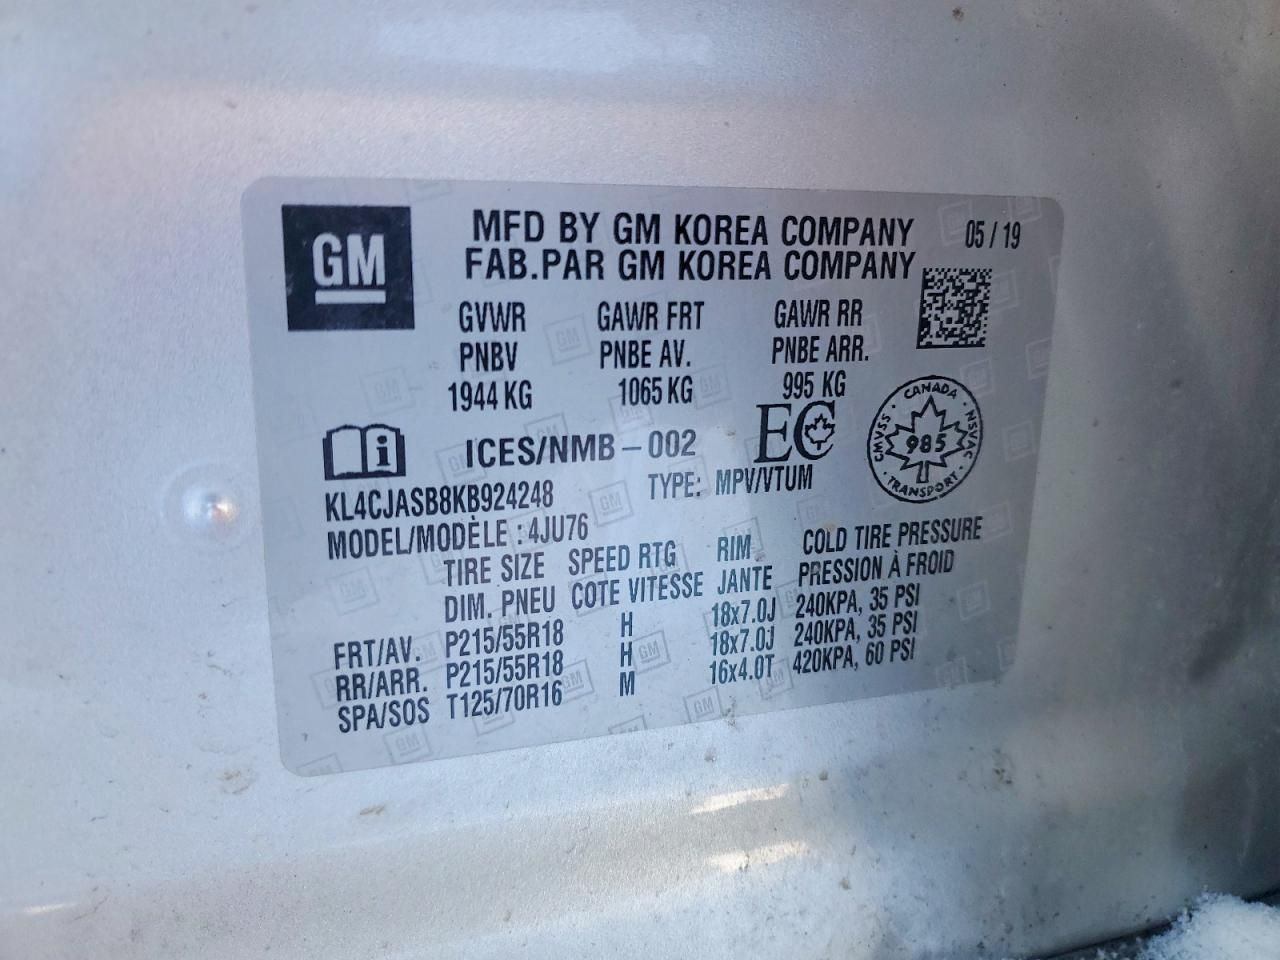 GM
MFD BY GM KOREA COMPANY 05 / 19
FAB.PAR GM KOREA COMPANY
GVWR GAWR FRT GAWR RR
PNBV PNBE AV. PNBE ARR.
1944 KG 1065 KG 995 KG
i ICES/NMB - 002 EC
CANADA
CMVSS 985 NSVAC
TRANSPORT
KL4CJASB8KB924248 TYPE: MPV/VTUM
MODEL/MODÈLE : 4JU76
TIRE SIZE SPEED RTG RIM COLD TIRE PRESSURE
DIM. PNEU COTE VITESSE JANTE PRESSION À FROID
FRT/AV. P215/55R18 H 18x7.0J 240KPA, 35 PSI
RR/ARR. P215/55R18 H 18x7.0J 240KPA, 35 PSI
SPA/SOS T125/70R16 M 16x4.0T 420KPA, 60 PSI